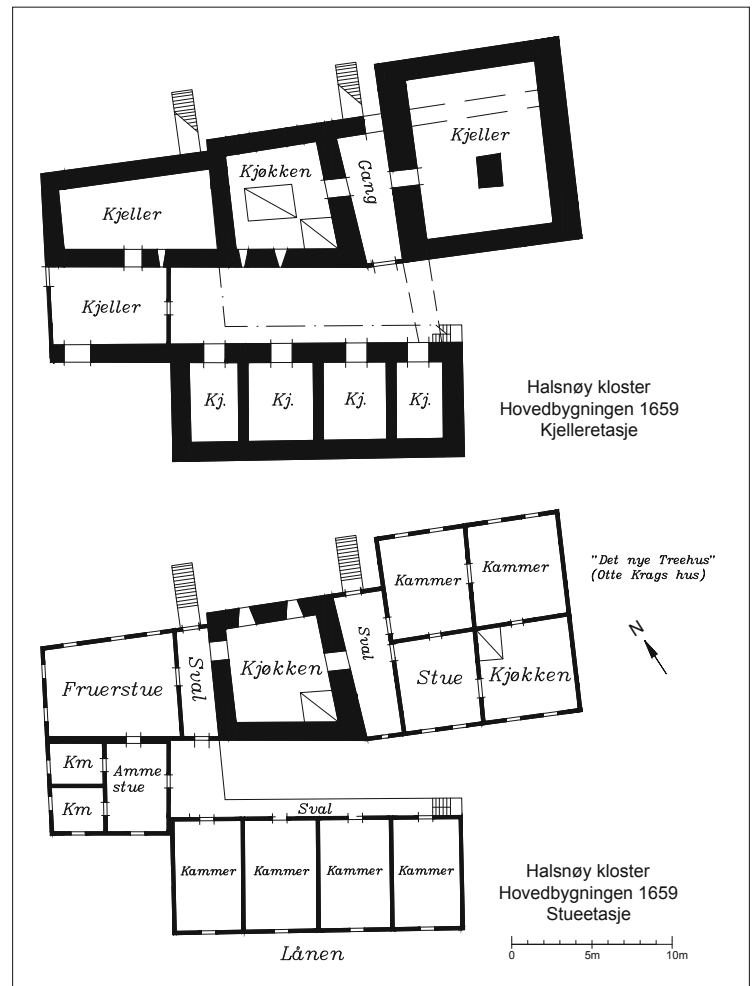 Kjeller
Kjøkken
Gang
Kjeller
Kjeller
Kj.
Kj.
Kj.
Kj.
Halsnøy kloster
Hovedbygningen 1659
Kjelleretasje
"Det nye Treehus"
(Otte Krags hus)
N
Kammer
Kammer
Stue
Kjøkken
Sval
Kjøkken
Sval
Fruerstue
Km
Km
Amme
stue
Sval
Kammer
Kammer
Kammer
Kammer
Lånen
Halsnøy kloster
Hovedbygningen 1659
Stueetasje
0 5m 10m